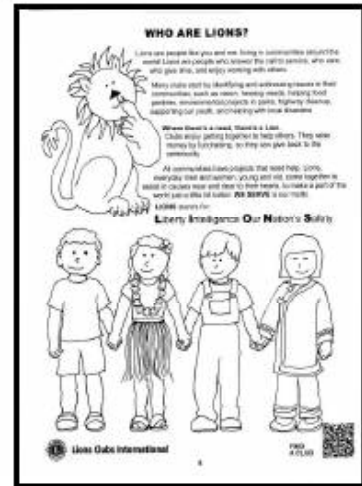 WHO ARE LIONS?
Lions are people like you and me, living in communities around the
world. Lions are people who answer the call to service, who care,
who give time, and enjoy working with others.
Many clubs start by identifying and addressing issues in their
communities, such as vision, hearing needs, helping food
pantries, environmental projects in parks, highway cleanup,
supporting our youth, and helping with local disasters.
Where there's a need, there's a Lion.
Clubs enjoy getting together to help others. They raise
money by fundraising, so they can give back to the
community.
All communities have projects that need help. Lions,
everyday men and women, young and old, come together to
assist in causes near and dear to their hearts, to make a part of the
world just a little bit better. WE SERVE is our motto.
LIONS stands for:
Liberty Intelligence Our Nation's Safety
Lions Clubs International
FIND
A CLUB